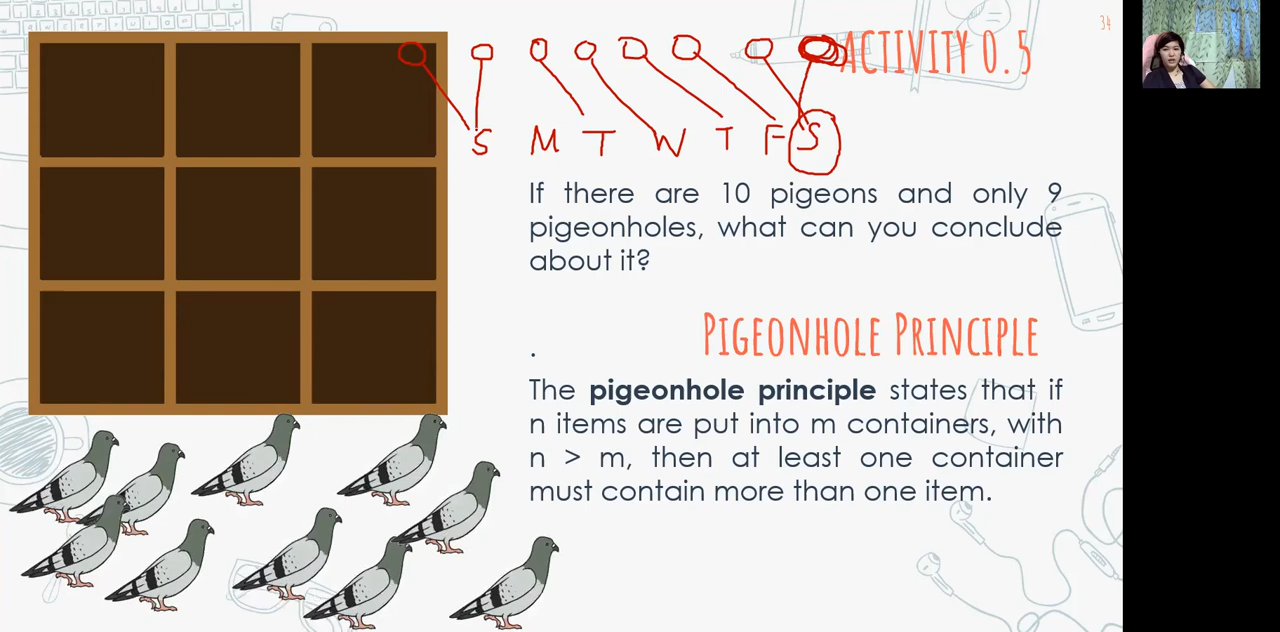 34
ACTIVITY 0.5
S M T W T F S
If there are 10 pigeons and only 9
pigeonholes, what can you conclude
about it?
.
PIGEONHOLE PRINCIPLE
The pigeonhole principle states that if
n items are put into m containers, with
n > m, then at least one container
must contain more than one item.